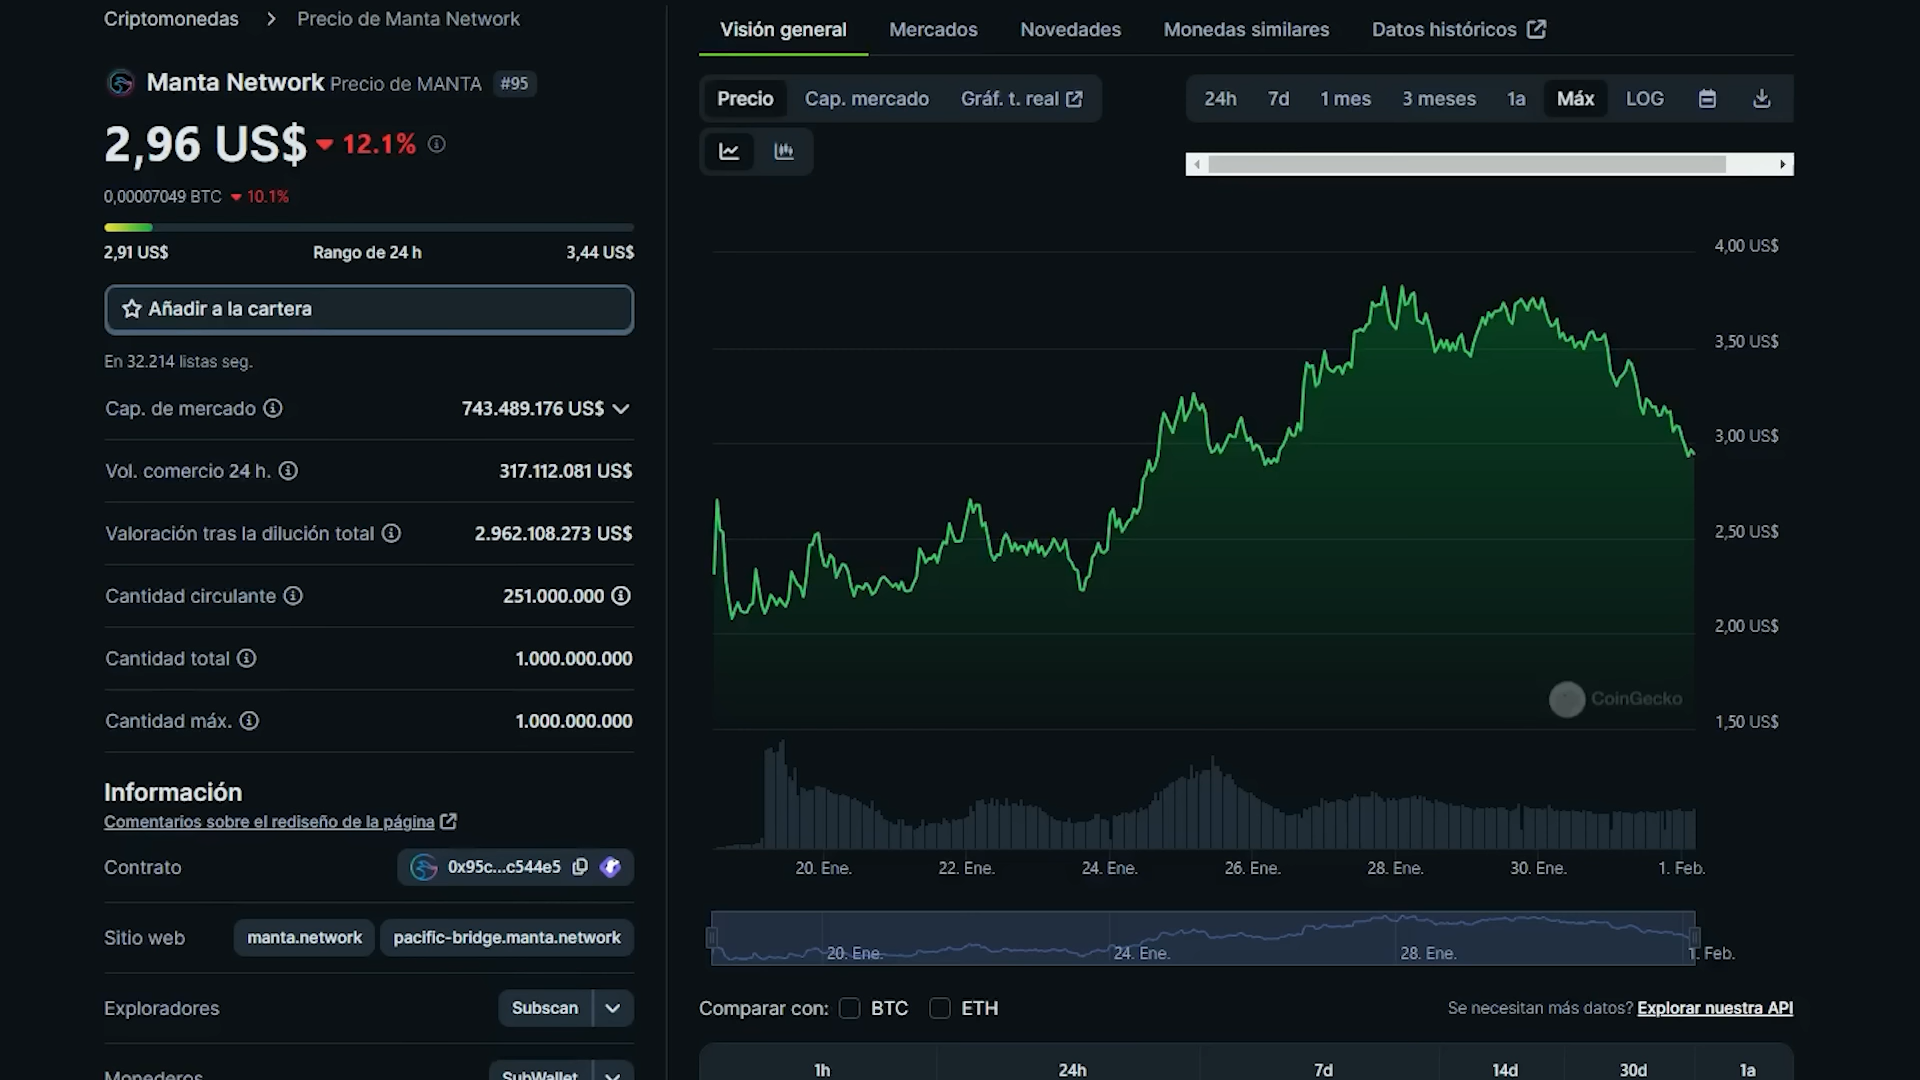 Criptomonedas > Precio de Manta Network
Manta Network Precio de MANTA #95
2,96 US$ 12.1%
0,00007049 BTC 10.1%
2,91 US$ Rango de 24 h 3,44 US$
Añadir a la cartera
En 32.214 listas seg.
Cap. de mercado 743.489.176 US$
Vol. comercio 24 h. 317.112.081 US$
Valoración tras la dilución total 2.962.108.273 US$
Cantidad circulante 251.000.000
Cantidad total 1.000.000.000
Cantidad máx. 1.000.000.000
Información
Comentarios sobre el rediseño de la página
Contrato 0x95c...c544e5
Sitio web manta.network pacific-bridge.manta.network
Exploradores Subscan
Monederos SubWallet
Visión general Mercados Novedades Monedas similares Datos históricos
Precio Cap. mercado Gráf. t. real 24h 7d 1 mes 3 meses 1a Máx LOG
4,00 US$
3,50 US$
3,00 US$
2,50 US$
2,00 US$
CoinGecko
1,50 US$
20. Ene. 22. Ene. 24. Ene. 26. Ene. 28. Ene. 30. Ene. 1. Feb.
20. Ene. 24. Ene. 28. Ene. 1. Feb.
Comparar con: BTC ETH Se necesitan más datos? Explorar nuestra API
1h 24h 7d 14d 30d 1a